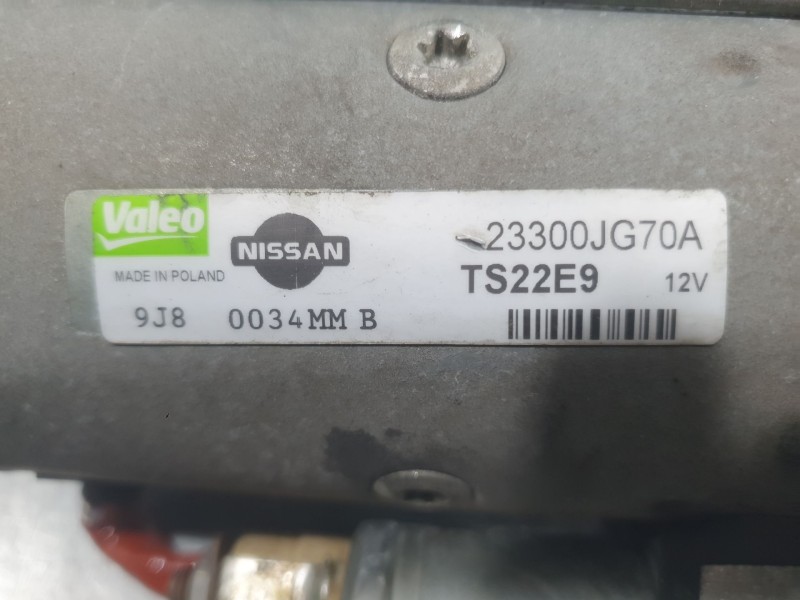 Valeo
NISSAN
23300JG70A
MADE IN POLAND
TS22E9 12V
9J8 0034MM B